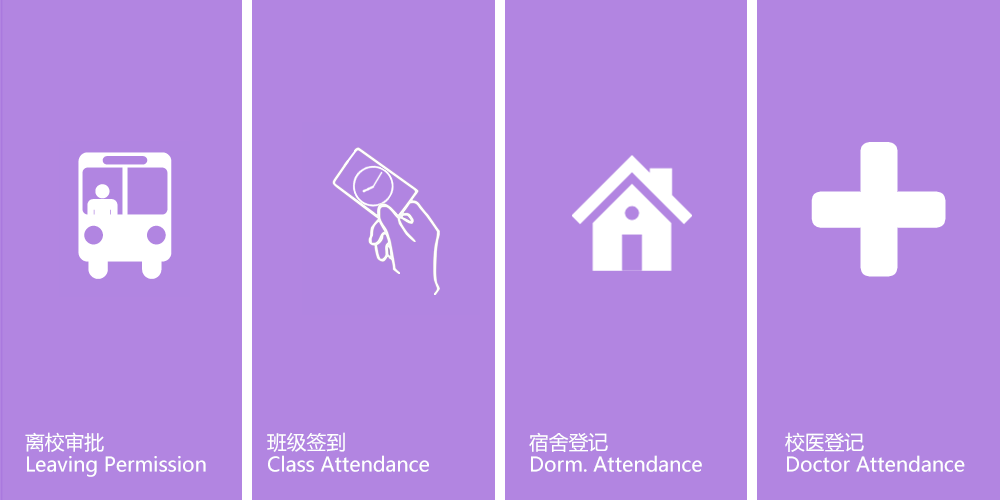 离校审批
Leaving Permission
班级签到
Class Attendance
宿舍登记
Dorm. Attendance
校医登记
Doctor Attendance